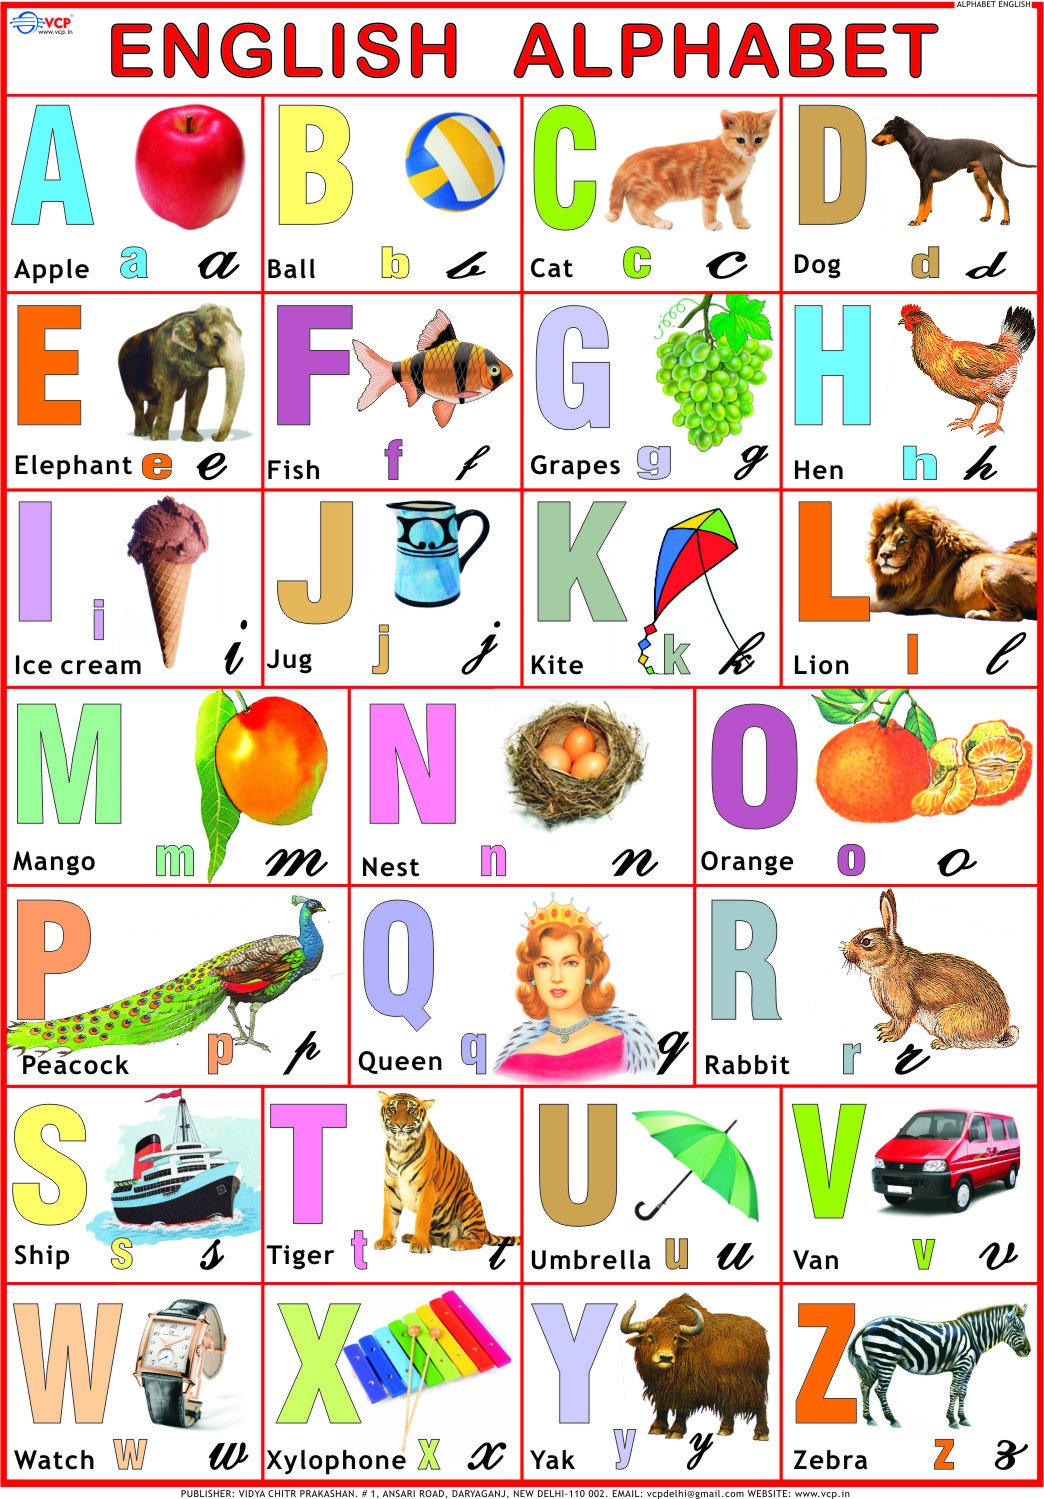 ALPHABET ENGLISH
VCP
www.vcp.in
ENGLISH ALPHABET
A
Apple a a
B
Ball b b
C
Cat c c
D
Dog d d
E
Elephant e e
F
Fish f f
G
Grapes g g
H
Hen h h
I
Ice cream i i
J
Jug j j
K
Kite k k
L
Lion l l
M
Mango m m
N
Nest n n
O
Orange o o
P
Peacock p p
Q
Queen q q
R
Rabbit r r
S
Ship s s
T
Tiger t t
U
Umbrella u u
V
Van v v
W
Watch w w
X
Xylophone x x
Y
Yak y y
Z
Zebra z z
PUBLISHER: VIDYA CHITR PRAKASHAN. # 1, ANSARI ROAD, DARYAGANJ, NEW DELHI-110 002. EMAIL: vcpdelhi@gmail.com WEBSITE: www.vcp.in